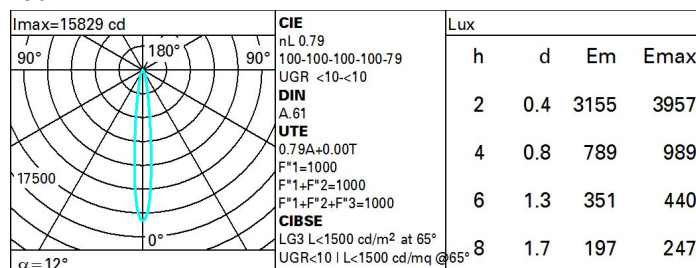 Imax=15829 cd
90° 180° 90°
17500
0°
α=12°
CIE
nL 0.79
100-100-100-100-79
UGR <10-<10
DIN
A.61
UTE
0.79A+0.00T
F"1=1000
F"1+F"2=1000
F"1+F"2+F"3=1000
CIBSE
LG3 L<1500 cd/m² at 65°
UGR<10 | L<1500 cd/mq @65°
Lux
h d Em Emax
2 0.4 3155 3957
4 0.8 789 989
6 1.3 351 440
8 1.7 197 247